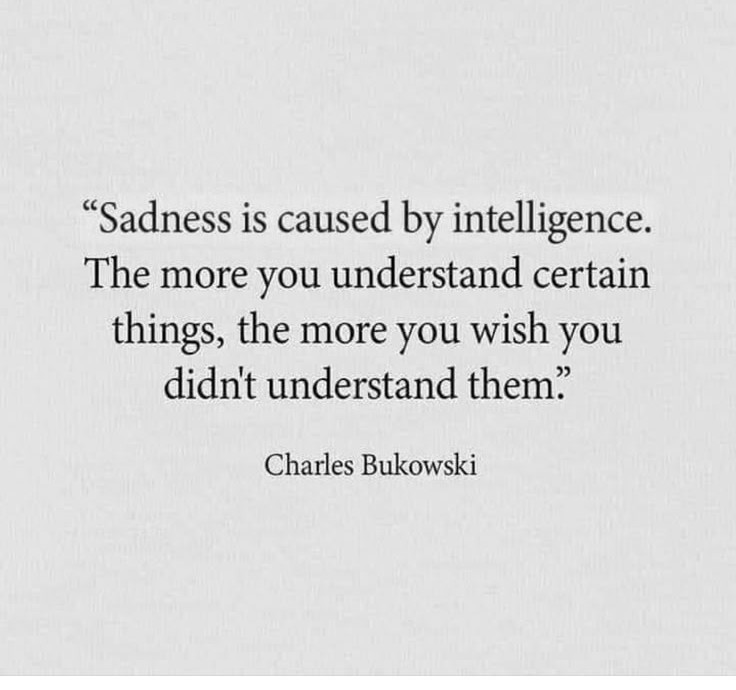 “Sadness is caused by intelligence.
The more you understand certain
things, the more you wish you
didn't understand them.”
Charles Bukowski